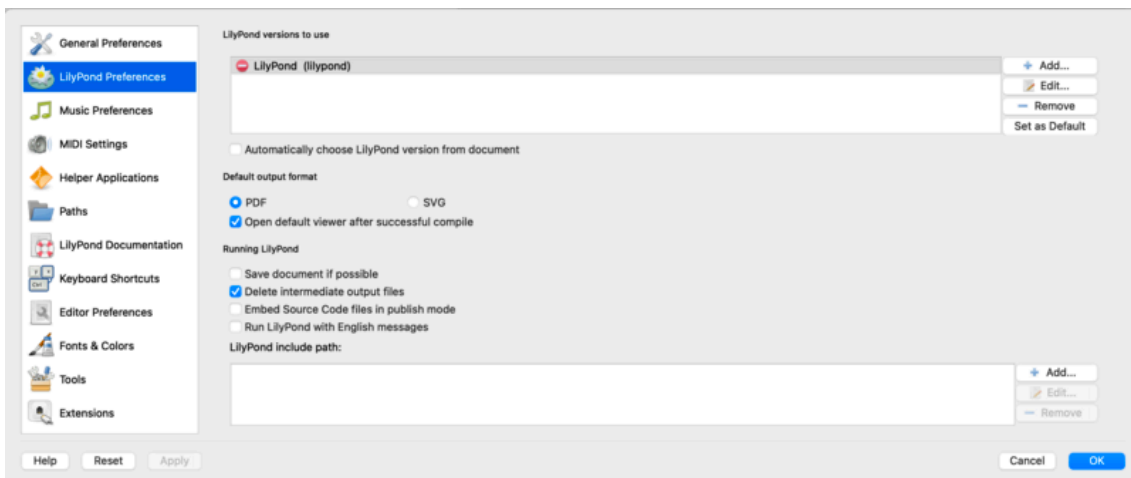 General Preferences
LilyPond Preferences
Music Preferences
MIDI Settings
Helper Applications
Paths
LilyPond Documentation
Keyboard Shortcuts
Editor Preferences
Fonts & Colors
Tools
Extensions
LilyPond versions to use
LilyPond (lilypond)
Add...
Edit...
Remove
Set as Default
Automatically choose LilyPond version from document
Default output format
PDF SVG
Open default viewer after successful compile
Running LilyPond
Save document if possible
Delete intermediate output files
Embed Source Code files in publish mode
Run LilyPond with English messages
LilyPond include path:
Add...
Edit...
Remove
Help Reset Apply Cancel OK